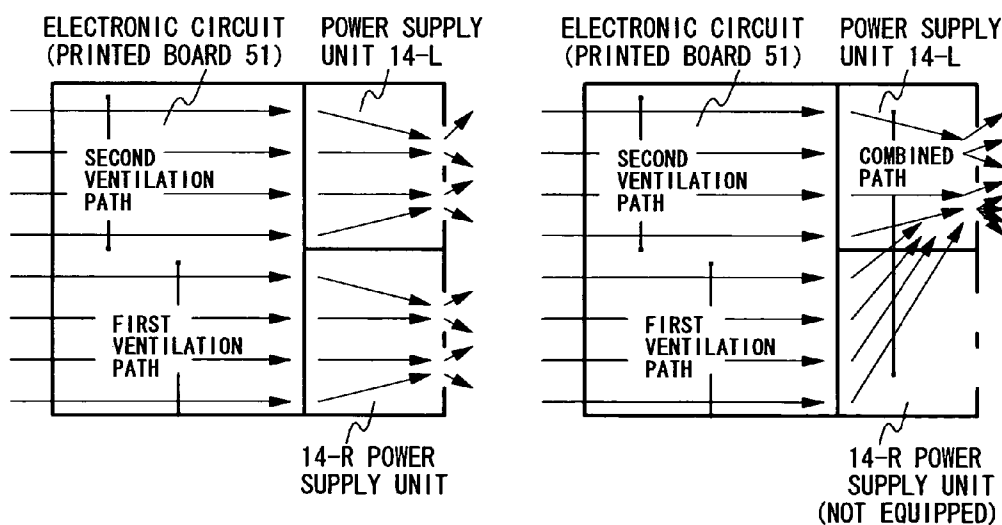 ELECTRONIC CIRCUIT
(PRINTED BOARD 51)
POWER SUPPLY
UNIT 14-L
SECOND
VENTILATION
PATH
FIRST
VENTILATION
PATH
14-R POWER
SUPPLY UNIT
ELECTRONIC CIRCUIT
(PRINTED BOARD 51)
POWER SUPPLY
UNIT 14-L
SECOND
VENTILATION
PATH
COMBINED
PATH
FIRST
VENTILATION
PATH
14-R POWER
SUPPLY UNIT
(NOT EQUIPPED)